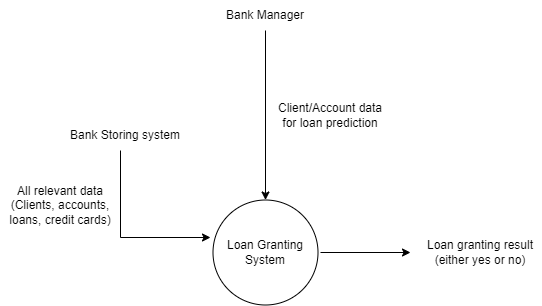 Bank Manager
Client/Account data
for loan prediction
Bank Storing system
All relevant data
(Clients, accounts,
loans, credit cards)
Loan Granting
System
Loan granting result
(either yes or no)